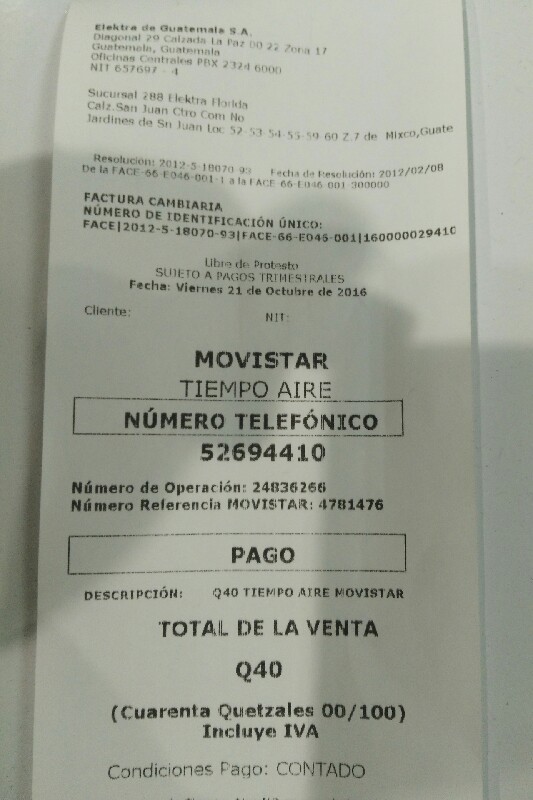 Elektra de Guatemala S.A.
Diagonal 29 Calzada La Paz 00 22 Zona 17
Guatemala, Guatemala
Oficinas Centrales PBX 2324 6000
NIT 657697 - 4
Sucursal 288 Elektra Florida
Calz.San Juan Ctro Com No
Jardines de Sn Juan Loc 52-53-54-55-59 60 Z.7 de Mixco,Guate
Resolución: 2012-5-18070-93 Fecha de Resolución: 2012/02/08
De la FACE-66-E046-001-1 a la FACE-66-E046 001-300000
FACTURA CAMBIARIA
NÚMERO DE IDENTIFICACIÓN ÚNICO:
FACE|2012-5-18070-93|FACE-66-E045-001|160000029410
Libre de Protesto
SUJETO A PAGOS TRIMESTRALES
Fecha: Viernes 21 de Octubre de 2016
Cliente: NIT:
MOVISTAR
TIEMPO AIRE
NÚMERO TELEFÓNICO
52694410
Número de Operación: 24836266
Número Referencia MOVISTAR: 4781476
PAGO
DESCRIPCIÓN: Q40 TIEMPO AIRE MOVISTAR
TOTAL DE LA VENTA
Q40
(Cuarenta Quetzales 00/100)
Incluye IVA
Condiciones Pago: CONTADO